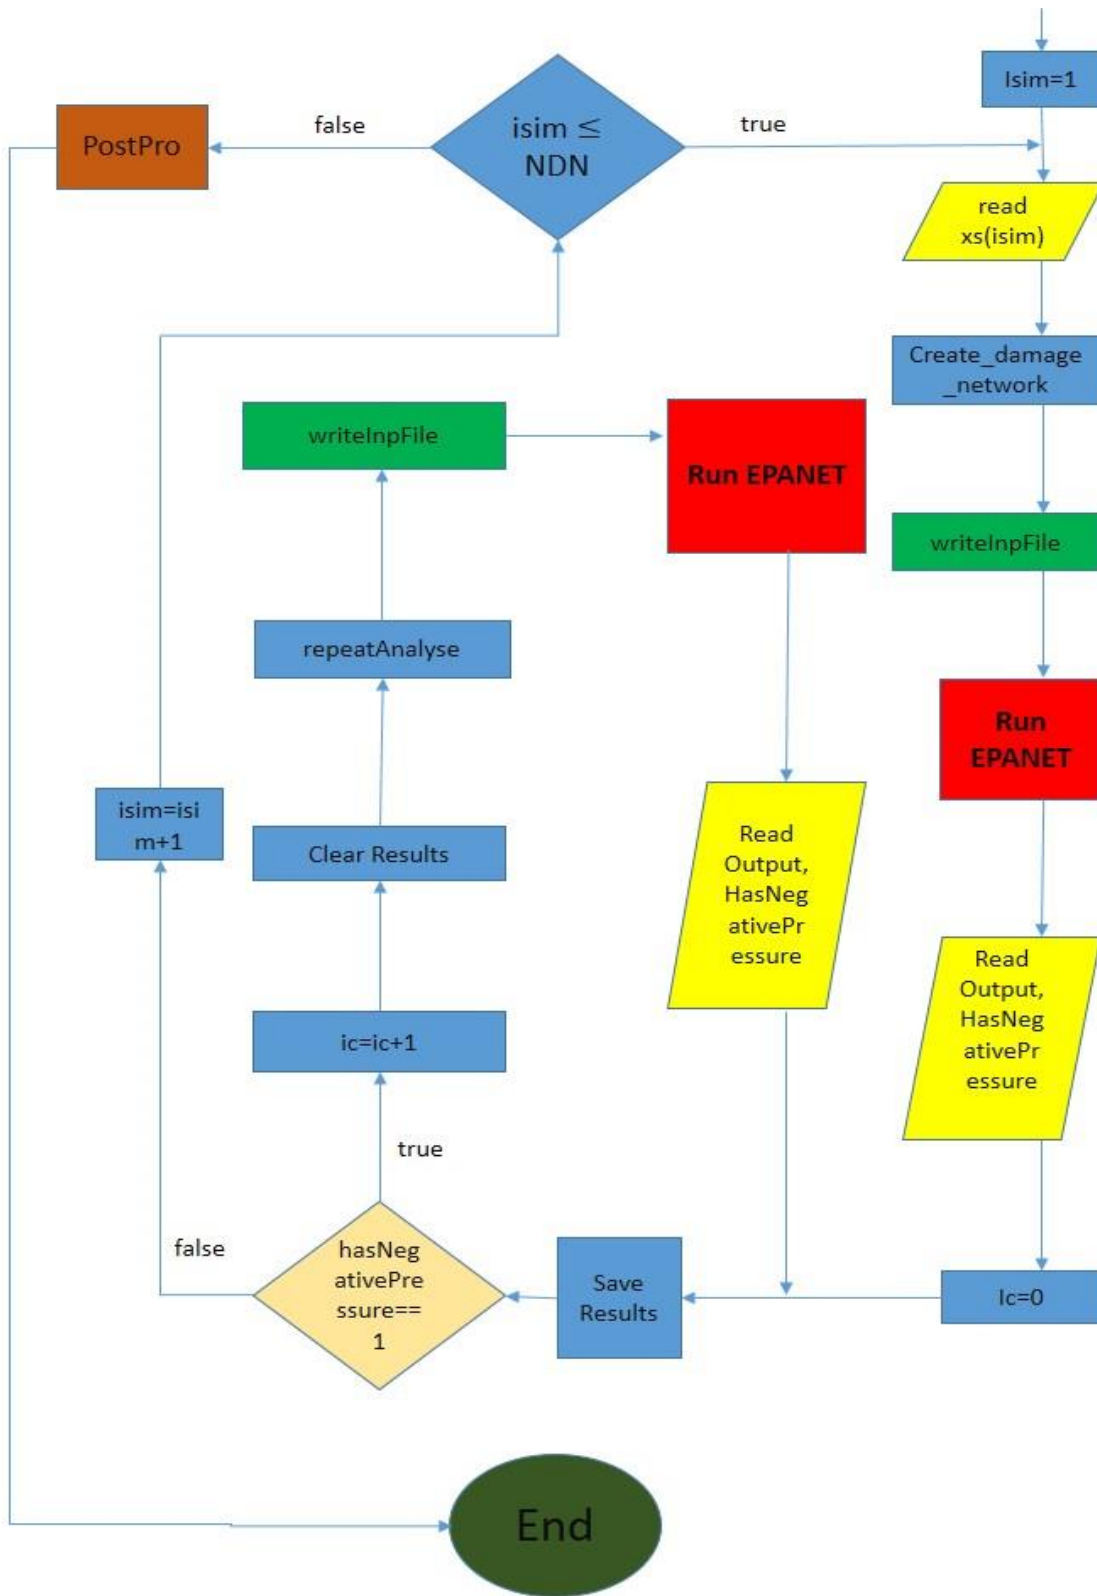 Isim=1
false
true
isim ≤
NDN
PostPro
read
xs(isim)
Create_damage
_network
writeInpFile
Run EPANET
writeInpFile
repeatAnalyse
Run
EPANET
isim=isi
m+1
Clear Results
Read
Output,
HasNeg
ativePr
essure
Read
Output,
HasNeg
ativePr
essure
ic=ic+1
true
false
hasNeg
ativePre
ssure==
1
Save
Results
Ic=0
End